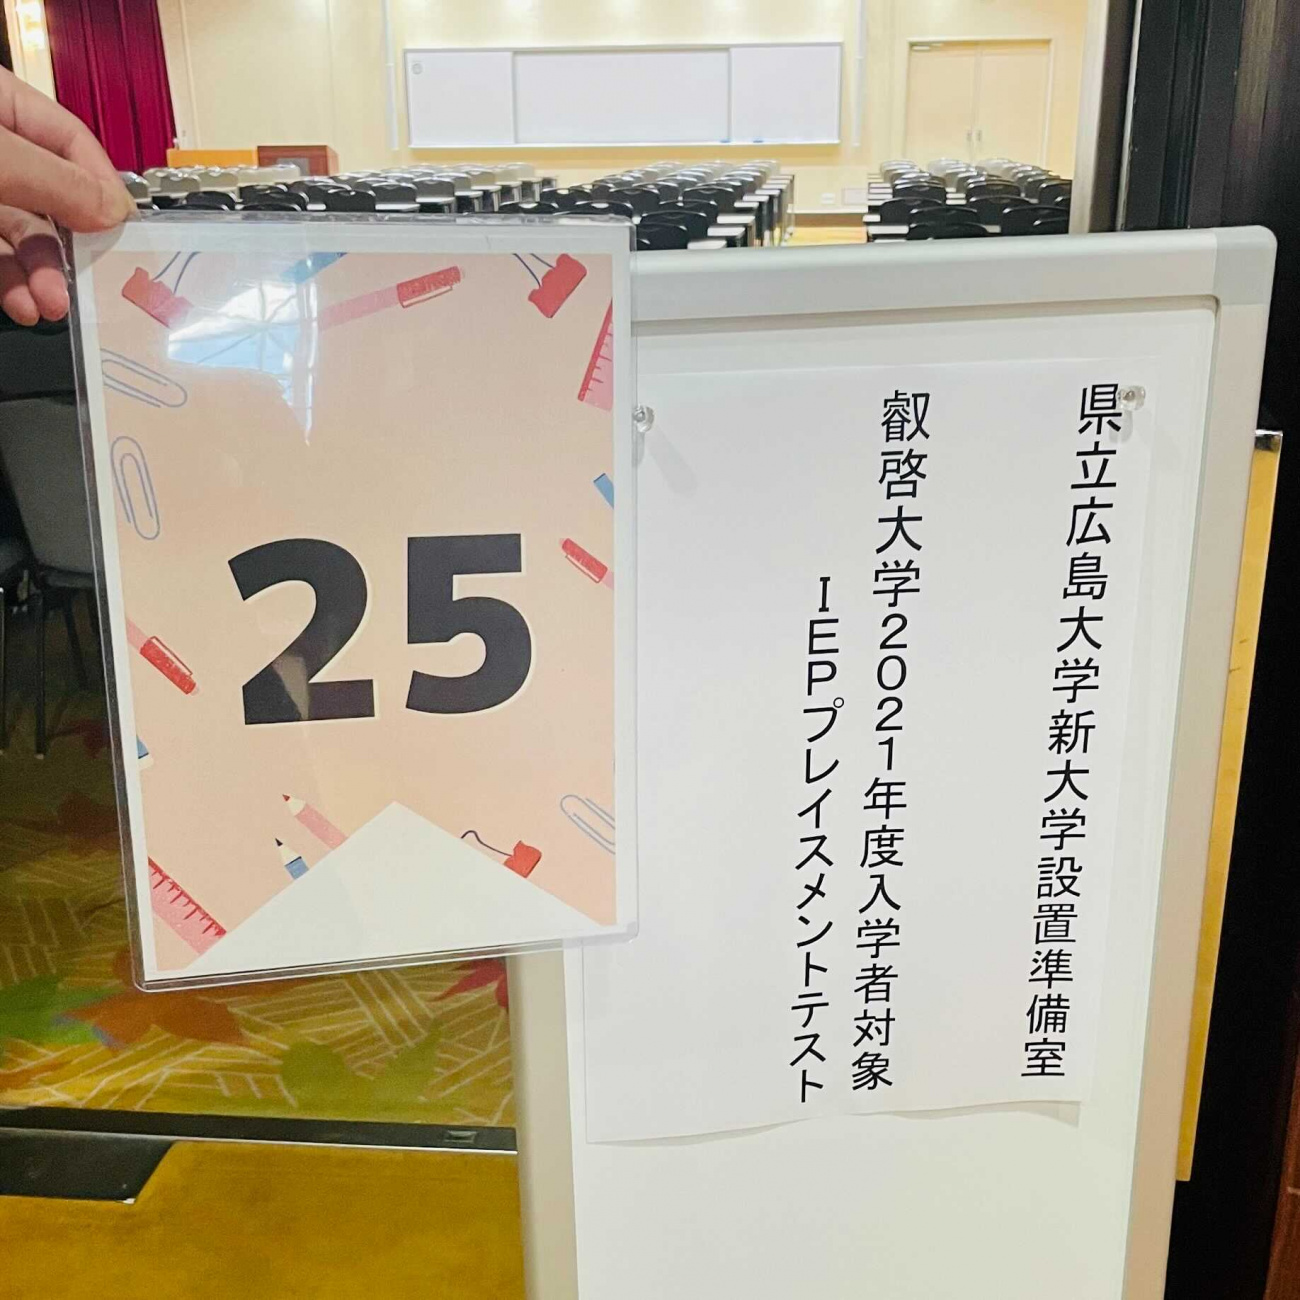 25
県立広島大学新大学設置準備室
叡啓大学2021年度入学者対象
IEPプレイスメントテスト